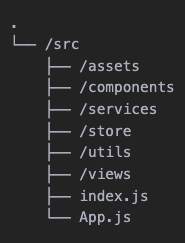 .
└── /src
    ├── /assets
    ├── /components
    ├── /services
    ├── /store
    ├── /utils
    ├── /views
    ├── index.js
    └── App.js